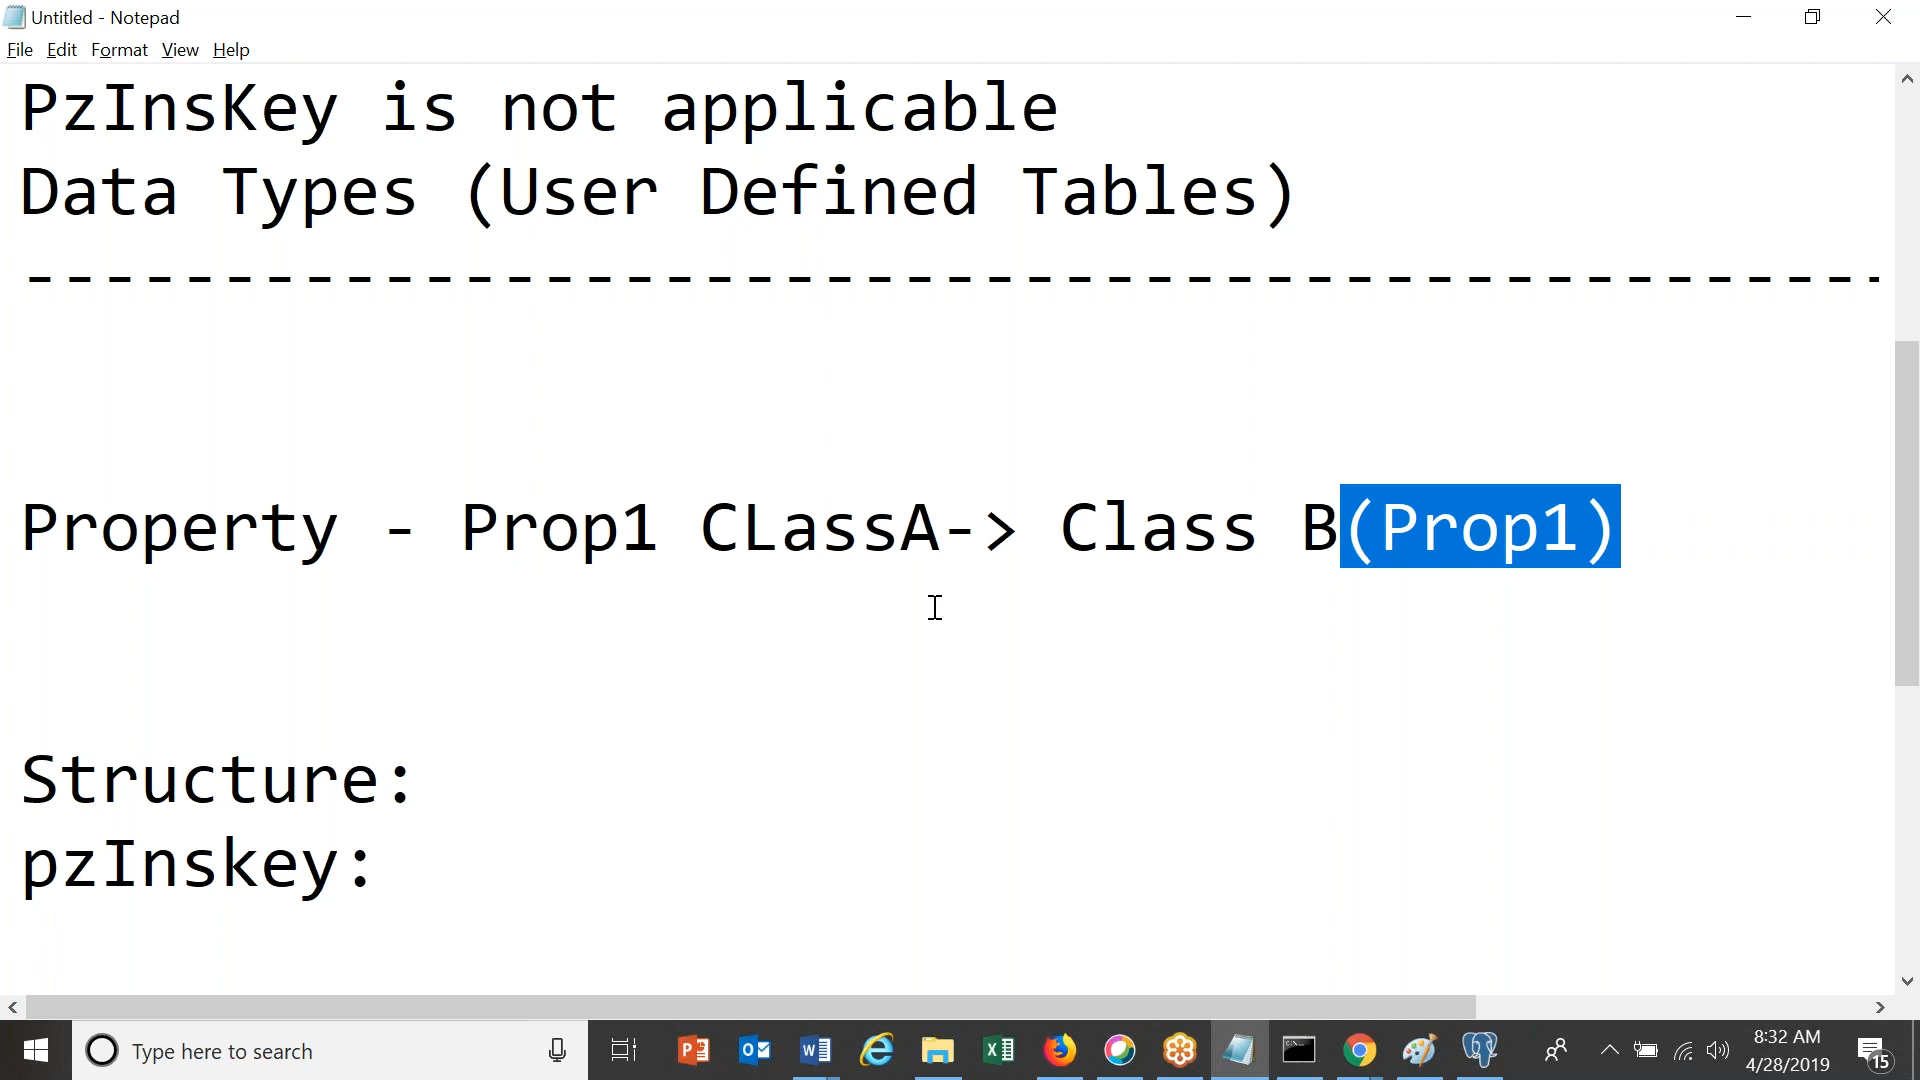 Untitled - Notepad
File Edit Format View Help
PzInsKey is not applicable
Data Types (User Defined Tables)
-----------------------------------------------
Property - Prop1 CLassA-> Class B(Prop1)
Structure:
pzInskey:
Type here to search
8:32 AM
4/28/2019
15